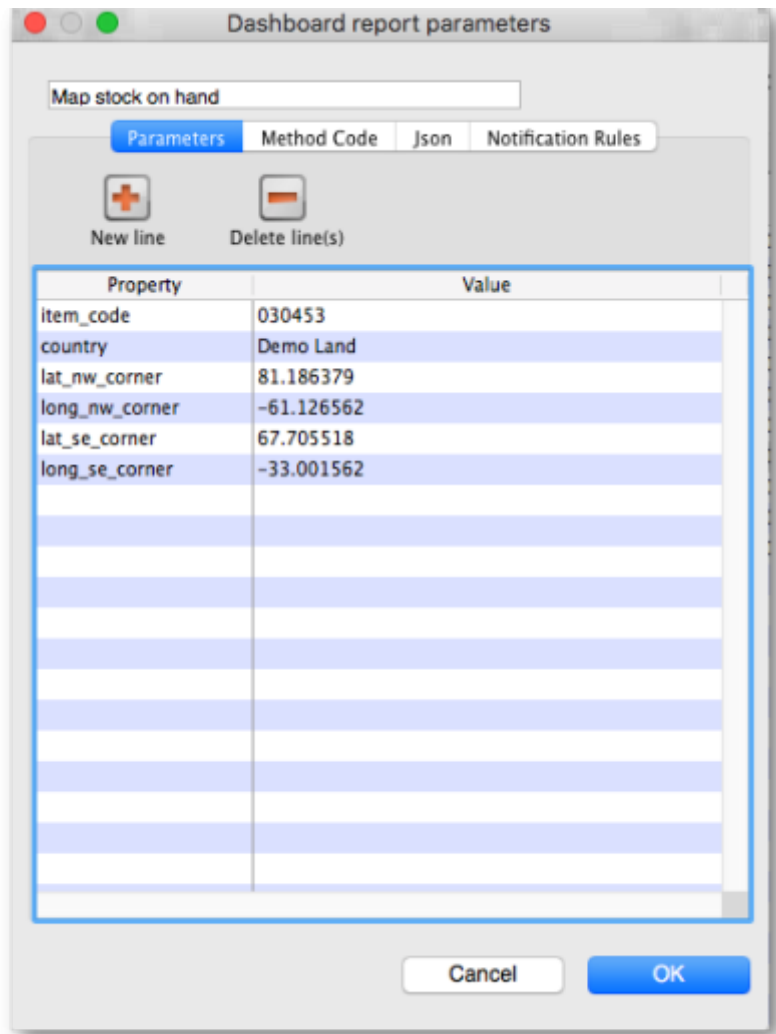 Dashboard report parameters
Map stock on hand
Parameters Method Code Json Notification Rules
New line Delete line(s)
Property Value
item_code 030453
country Demo Land
lat_nw_corner 81.186379
long_nw_corner -61.126562
lat_se_corner 67.705518
long_se_corner -33.001562
Cancel OK